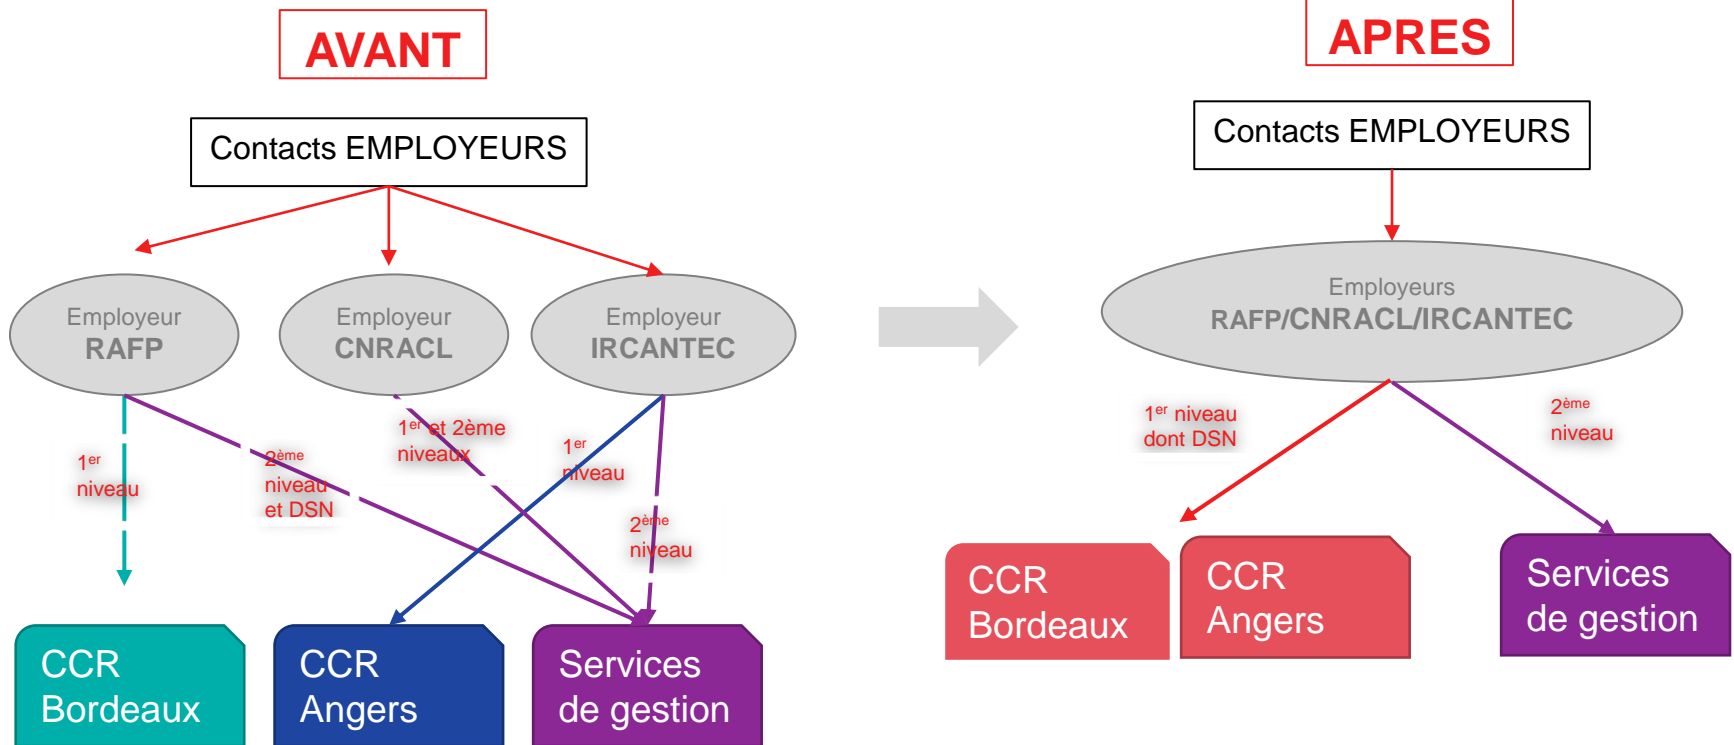 AVANT
Contacts EMPLOYEURS
Employeur
RAFP
Employeur
CNRACL
Employeur
IRCANTEC
1er
niveau
2ème
niveau
et DSN
1er et 2ème
niveaux
1er
niveau
2ème
niveau
CCR
Bordeaux
CCR
Angers
Services
de gestion
APRES
Contacts EMPLOYEURS
Employeurs
RAFP/CNRACL/IRCANTEC
1er niveau
dont DSN
2ème
niveau
CCR
Bordeaux
CCR
Angers
Services
de gestion